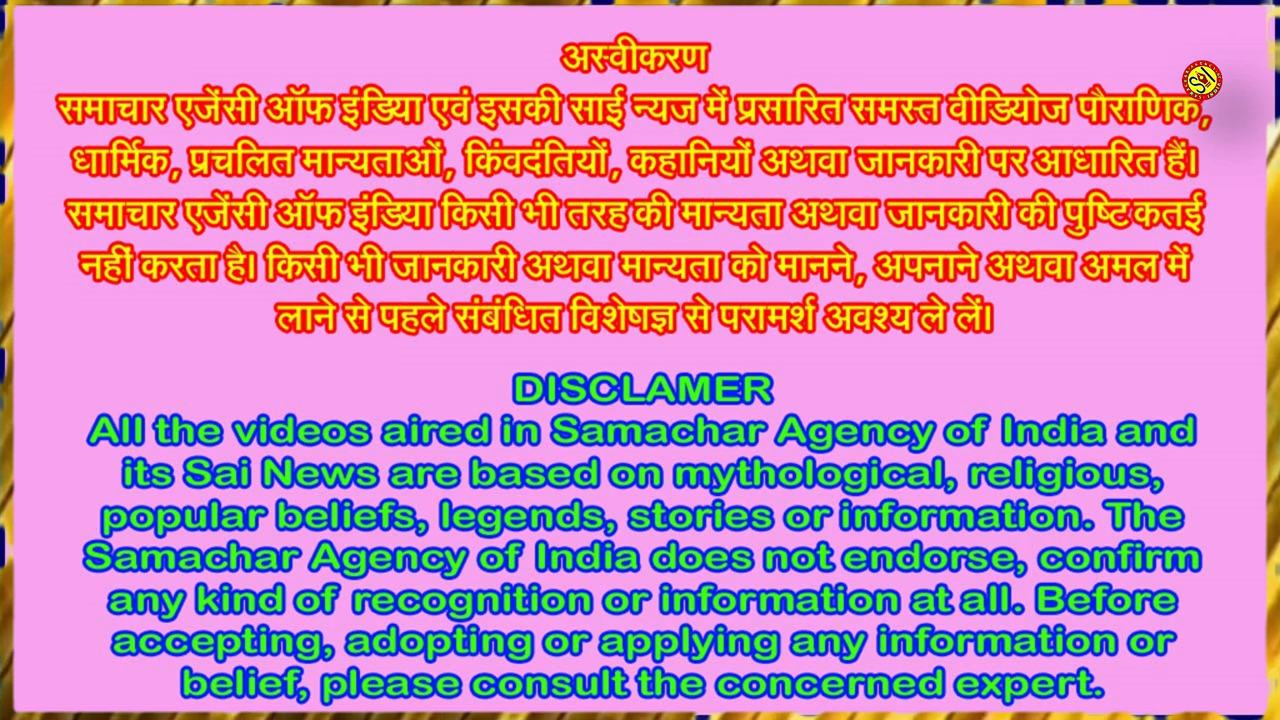 अस्वीकरण
समाचार एजेंसी ऑफ इंडिया एवं इसकी साई न्यज में प्रसारित समस्त वीडियोज पौराणिक,
धार्मिक, प्रचलित मान्यताओं, किंवदंतियों, कहानियों अथवा जानकारी पर आधारित हैं।
समाचार एजेंसी ऑफ इंडिया किसी भी तरह की मान्यता अथवा जानकारी की पुष्टि कतई
नहीं करता है। किसी भी जानकारी अथवा मान्यता को मानने, अपनाने अथवा अमल में
लाने से पहले संबंधित विशेषज्ञ से परामर्श अवश्य ले लें।
DISCLAMER
All the videos aired in Samachar Agency of India and
its Sai News are based on mythological, religious,
popular beliefs, legends, stories or information. The
Samachar Agency of India does not endorse, confirm
any kind of recognition or information at all. Before
accepting, adopting or applying any information or
belief, please consult the concerned expert.